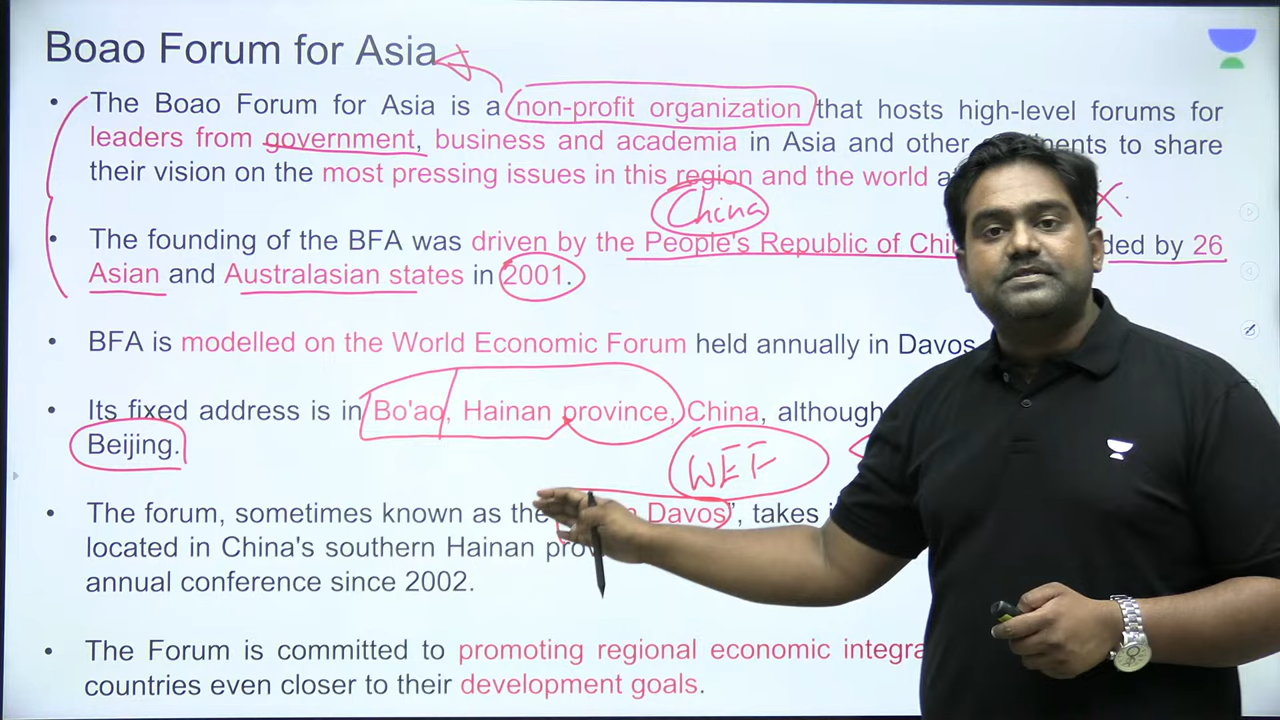 Boao Forum for Asia
• The Boao Forum for Asia is a non-profit organization that hosts high-level forums for
leaders from government, business and academia in Asia and other to share
their vision on the most pressing issues in this region and the world
China
X
• The founding of the BFA was driven by the People's Republic of by 26
Asian and Australasian states in 2001.
• BFA is modelled on the World Economic Forum held annually in Davos
• Its fixed address is in Bo'ao, Hainan province, China, although
Beijing.
WEF
• The forum, sometimes known as the Davos", takes
located in China's southern Hainan
annual conference since 2002.
• The Forum is committed to promoting regional economic
countries even closer to their development goals.